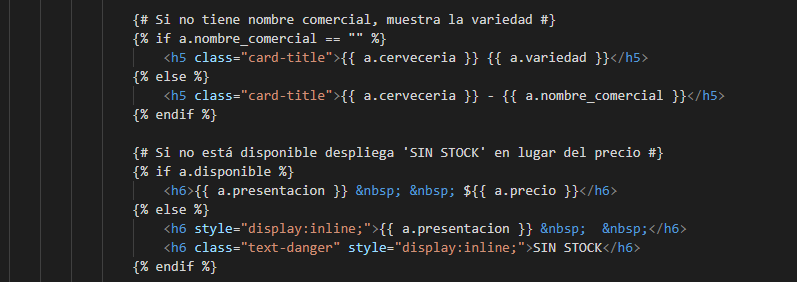 {# Si no tiene nombre comercial, muestra la variedad #}
{% if a.nombre_comercial == "" %}
<h5 class="card-title">{{ a.cerveceria }} {{ a.variedad }}</h5>
{% else %}
<h5 class="card-title">{{ a.cerveceria }} - {{ a.nombre_comercial }}</h5>
{% endif %}
{# Si no está disponible despliega 'SIN STOCK' en lugar del precio #}
{% if a.disponible %}
<h6>{{ a.presentacion }} &nbsp; &nbsp; ${{ a.precio }}</h6>
{% else %}
<h6 style="display:inline;">{{ a.presentacion }} &nbsp;  &nbsp;</h6>
<h6 class="text-danger" style="display:inline;">SIN STOCK</h6>
{% endif %}